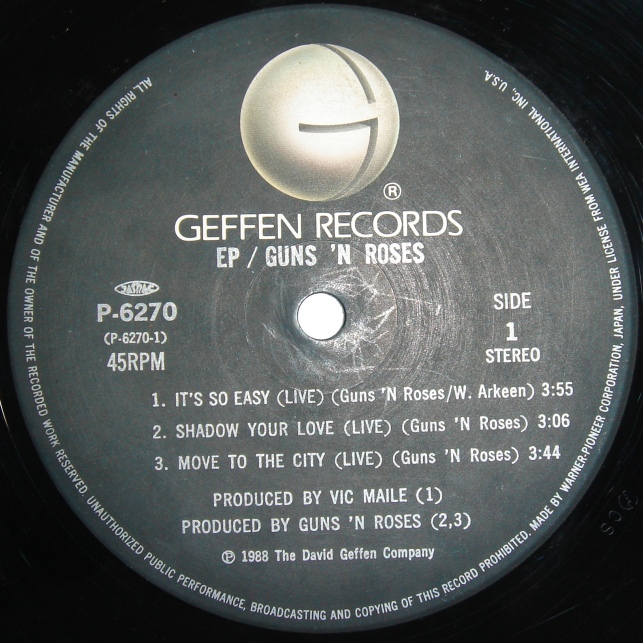 ®
GEFFEN RECORDS
EP / GUNS 'N ROSES
JASRAC
P-6270
(P-6270-1)
45RPM
SIDE
1
STEREO
1. IT'S SO EASY (LIVE) (Guns 'N Roses/W. Arkeen) 3:55
2. SHADOW YOUR LOVE (LIVE) (Guns 'N Roses) 3:06
3. MOVE TO THE CITY (LIVE) (Guns 'N Roses) 3:44
PRODUCED BY VIC MAILE (1)
PRODUCED BY GUNS 'N ROSES (2,3)
℗ 1988 The David Geffen Company
ALL RIGHTS OF THE MANUFACTURER AND OF THE OWNER OF THE RECORDED WORK RESERVED. UNAUTHORIZED PUBLIC PERFORMANCE, BROADCASTING AND COPYING OF THIS RECORD PROHIBITED. MADE BY WARNER-PIONEER CORPORATION, JAPAN, UNDER LICENSE FROM WEA INTERNATIONAL INC, U.S.A